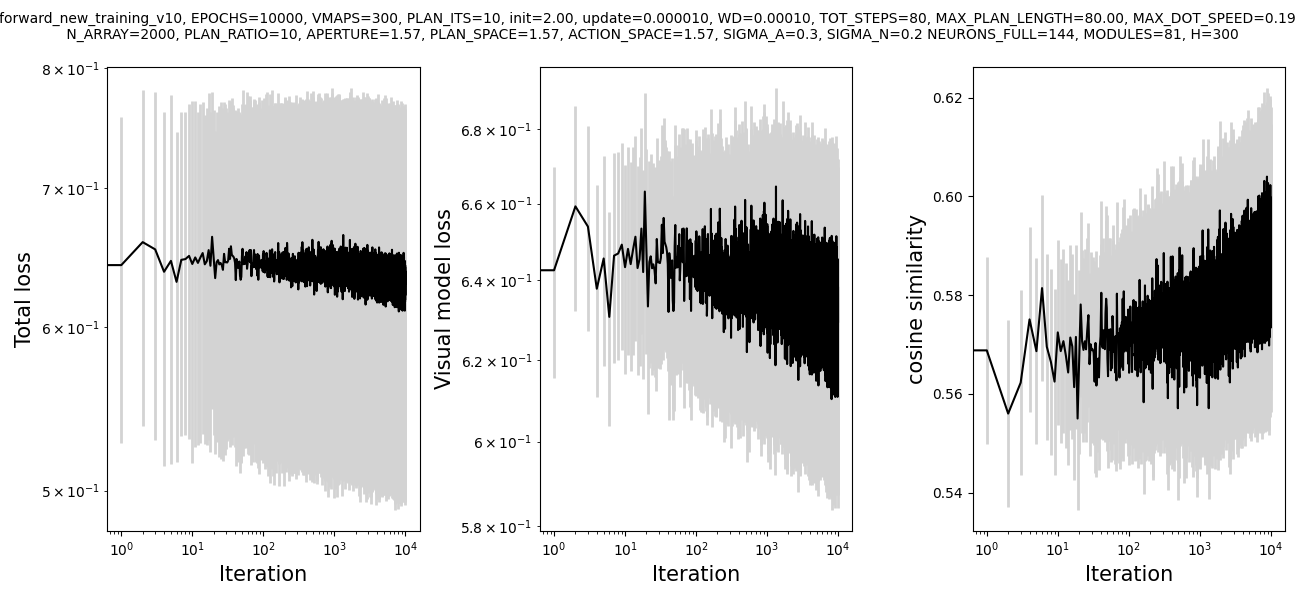 forward_new_training_v10, EPOCHS=10000, VMAPS=300, PLAN_ITS=10, init=2.00, update=0.000010, WD=0.00010, TOT_STEPS=80, MAX_PLAN_LENGTH=80.00, MAX_DOT_SPEED=0.19
N_ARRAY=2000, PLAN_RATIO=10, APERTURE=1.57, PLAN_SPACE=1.57, ACTION_SPACE=1.57, SIGMA_A=0.3, SIGMA_N=0.2 NEURONS_FULL=144, MODULES=81, H=300
Total loss
8 × 10⁻¹
7 × 10⁻¹
6 × 10⁻¹
5 × 10⁻¹
10⁰ 10¹ 10² 10³ 10⁴
Iteration
Visual model loss
6.8 × 10⁻¹
6.6 × 10⁻¹
6.4 × 10⁻¹
6.2 × 10⁻¹
6 × 10⁻¹
5.8 × 10⁻¹
10⁰ 10¹ 10² 10³ 10⁴
Iteration
cosine similarity
0.62
0.60
0.58
0.56
0.54
10⁰ 10¹ 10² 10³ 10⁴
Iteration